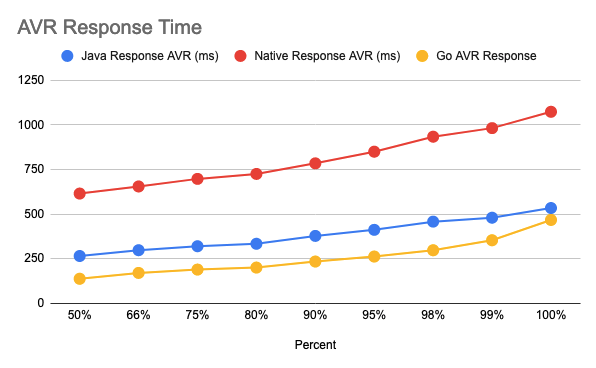 AVR Response Time
Java Response AVR (ms) Native Response AVR (ms) Go AVR Response
1250
1000
750
500
250
0
50% 66% 75% 80% 90% 95% 98% 99% 100%
Percent